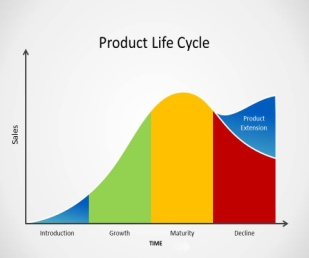 Product Life Cycle
Sales
Product
Extension
Introduction
Growth
Maturity
Decline
TIME